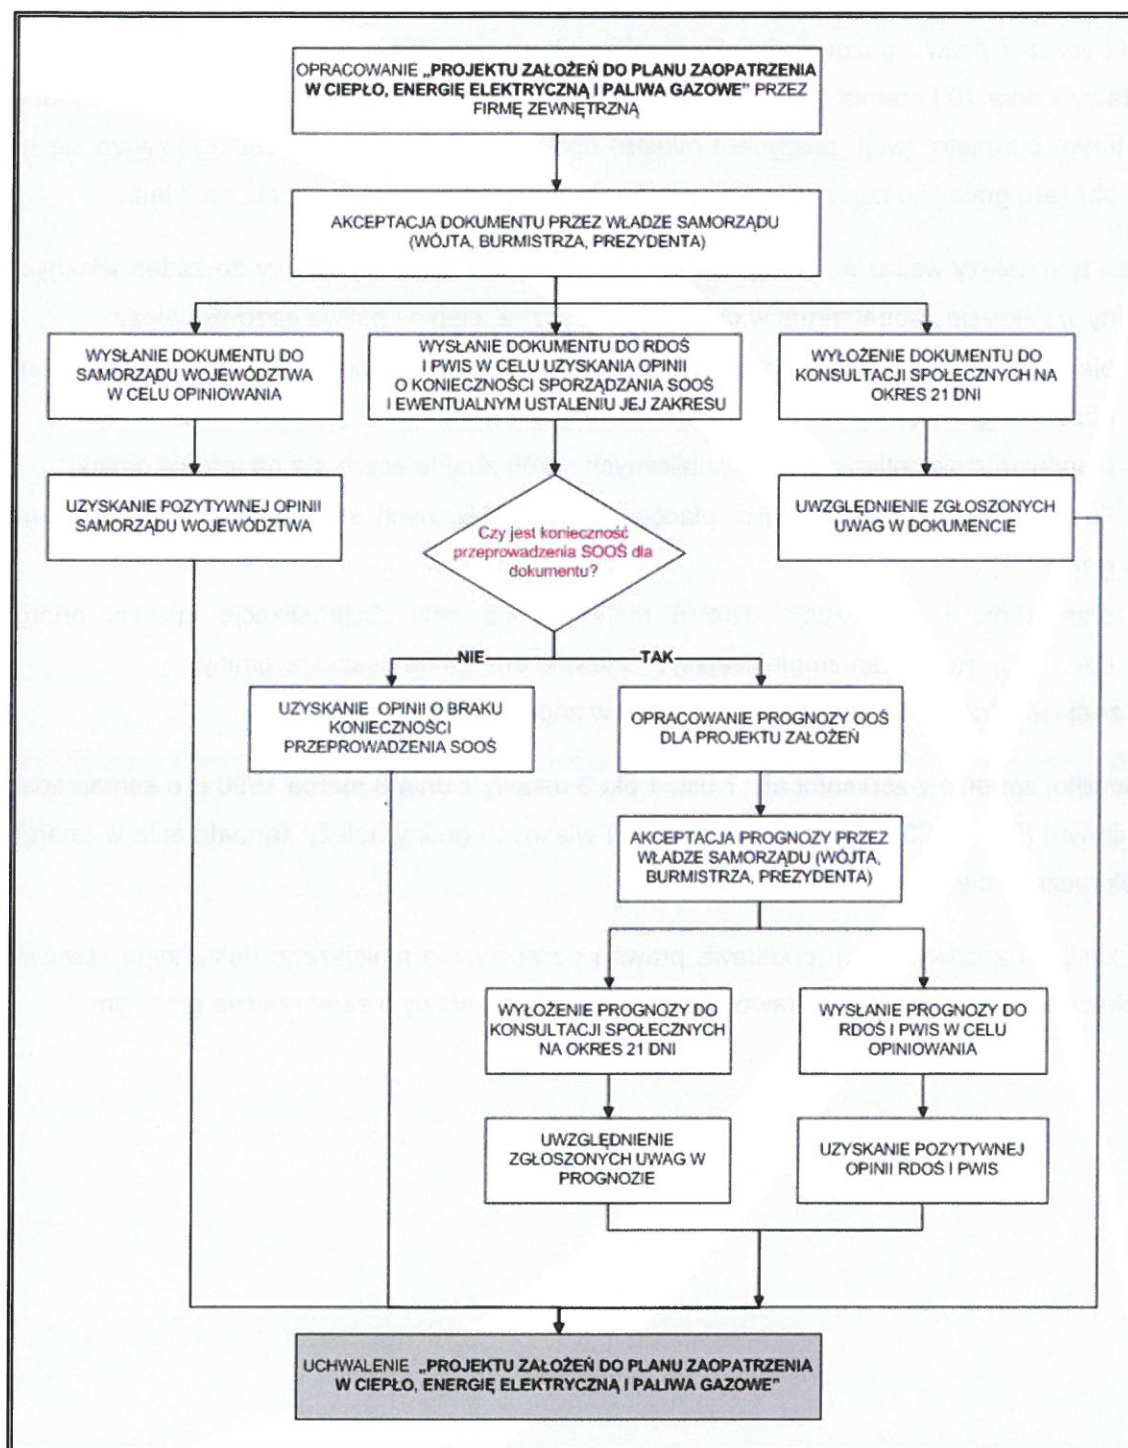 OPRACOWANIE „PROJEKTU ZAŁOŻEŃ DO PLANU ZAOPATRZENIA
W CIEPŁO, ENERGIĘ ELEKTRYCZNĄ I PALIWA GAZOWE” PRZEZ
FIRMĘ ZEWNĘTRZNĄ
AKCEPTACJA DOKUMENTU PRZEZ WŁADZE SAMORZĄDU
(WÓJTA, BURMISTRZA, PREZYDENTA)
WYSŁANIE DOKUMENTU DO
SAMORZĄDU WOJEWÓDZTWA
W CELU OPINIOWANIA
WYSŁANIE DOKUMENTU DO RDOŚ
I PWIS W CELU UZYSKANIA OPINII
O KONIECZNOŚCI SPORZĄDZANIA SOOŚ
I EWENTUALNYM USTALENIU JEJ ZAKRESU
WYŁOŻENIE DOKUMENTU DO
KONSULTACJI SPOŁECZNYCH NA
OKRES 21 DNI
UZYSKANIE POZYTYWNEJ OPINII
SAMORZĄDU WOJEWÓDZTWA
Czy jest konieczność
przeprowadzenia SOOŚ dla
dokumentu?
UWZGLĘDNIENIE ZGŁOSZONYCH
UWAG W DOKUMENCIE
NIE
TAK
UZYSKANIE OPINII O BRAKU
KONIECZNOŚCI
PRZEPROWADZENIA SOOŚ
OPRACOWANIE PROGNOZY OOŚ
DLA PROJEKTU ZAŁOŻEŃ
AKCEPTACJA PROGNOZY PRZEZ
WŁADZE SAMORZĄDU (WÓJTA,
BURMISTRZA, PREZYDENTA)
WYŁOŻENIE PROGNOZY DO
KONSULTACJI SPOŁECZNYCH
NA OKRES 21 DNI
WYSŁANIE PROGNOZY DO
RDOŚ I PWIS W CELU
OPINIOWANIA
UWZGLĘDNIENIE
ZGŁOSZONYCH UWAG W
PROGNOZIE
UZYSKANIE POZYTYWNEJ
OPINII RDOŚ I PWIS
UCHWALENIE „PROJEKTU ZAŁOŻEŃ DO PLANU ZAOPATRZENIA
W CIEPŁO, ENERGIĘ ELEKTRYCZNĄ I PALIWA GAZOWE”